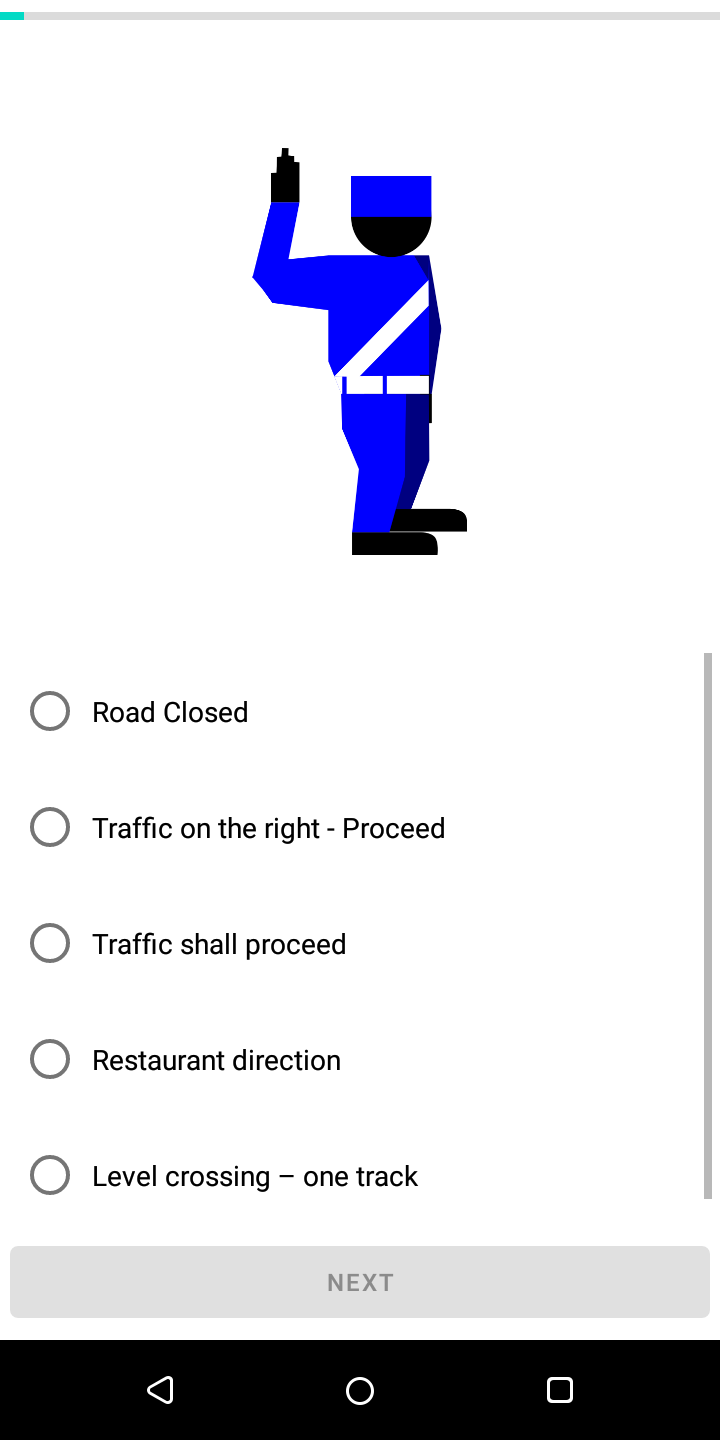 Road Closed
Traffic on the right - Proceed
Traffic shall proceed
Restaurant direction
Level crossing – one track
NEXT